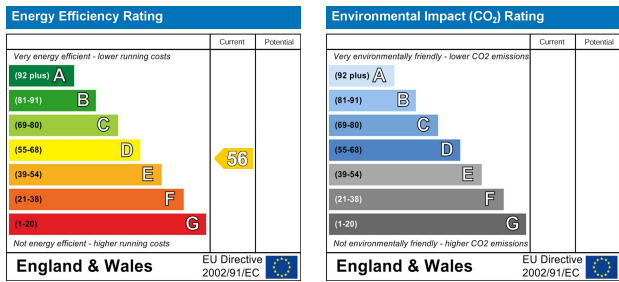 Energy Efficiency Rating
Current Potential
Very energy efficient - lower running costs
(92 plus) A
(81-91) B
(69-80) C
(55-68) D
56
(39-54) E
(21-38) F
(1-20) G
Not energy efficient - higher running costs
England & Wales
EU Directive
2002/91/EC
Environmental Impact (CO2) Rating
Current Potential
Very environmentally friendly - lower CO2 emissions
(92 plus) A
(81-91) B
(69-80) C
(55-68) D
(39-54) E
(21-38) F
(1-20) G
Not environmentally friendly - higher CO2 emissions
England & Wales
EU Directive
2002/91/EC